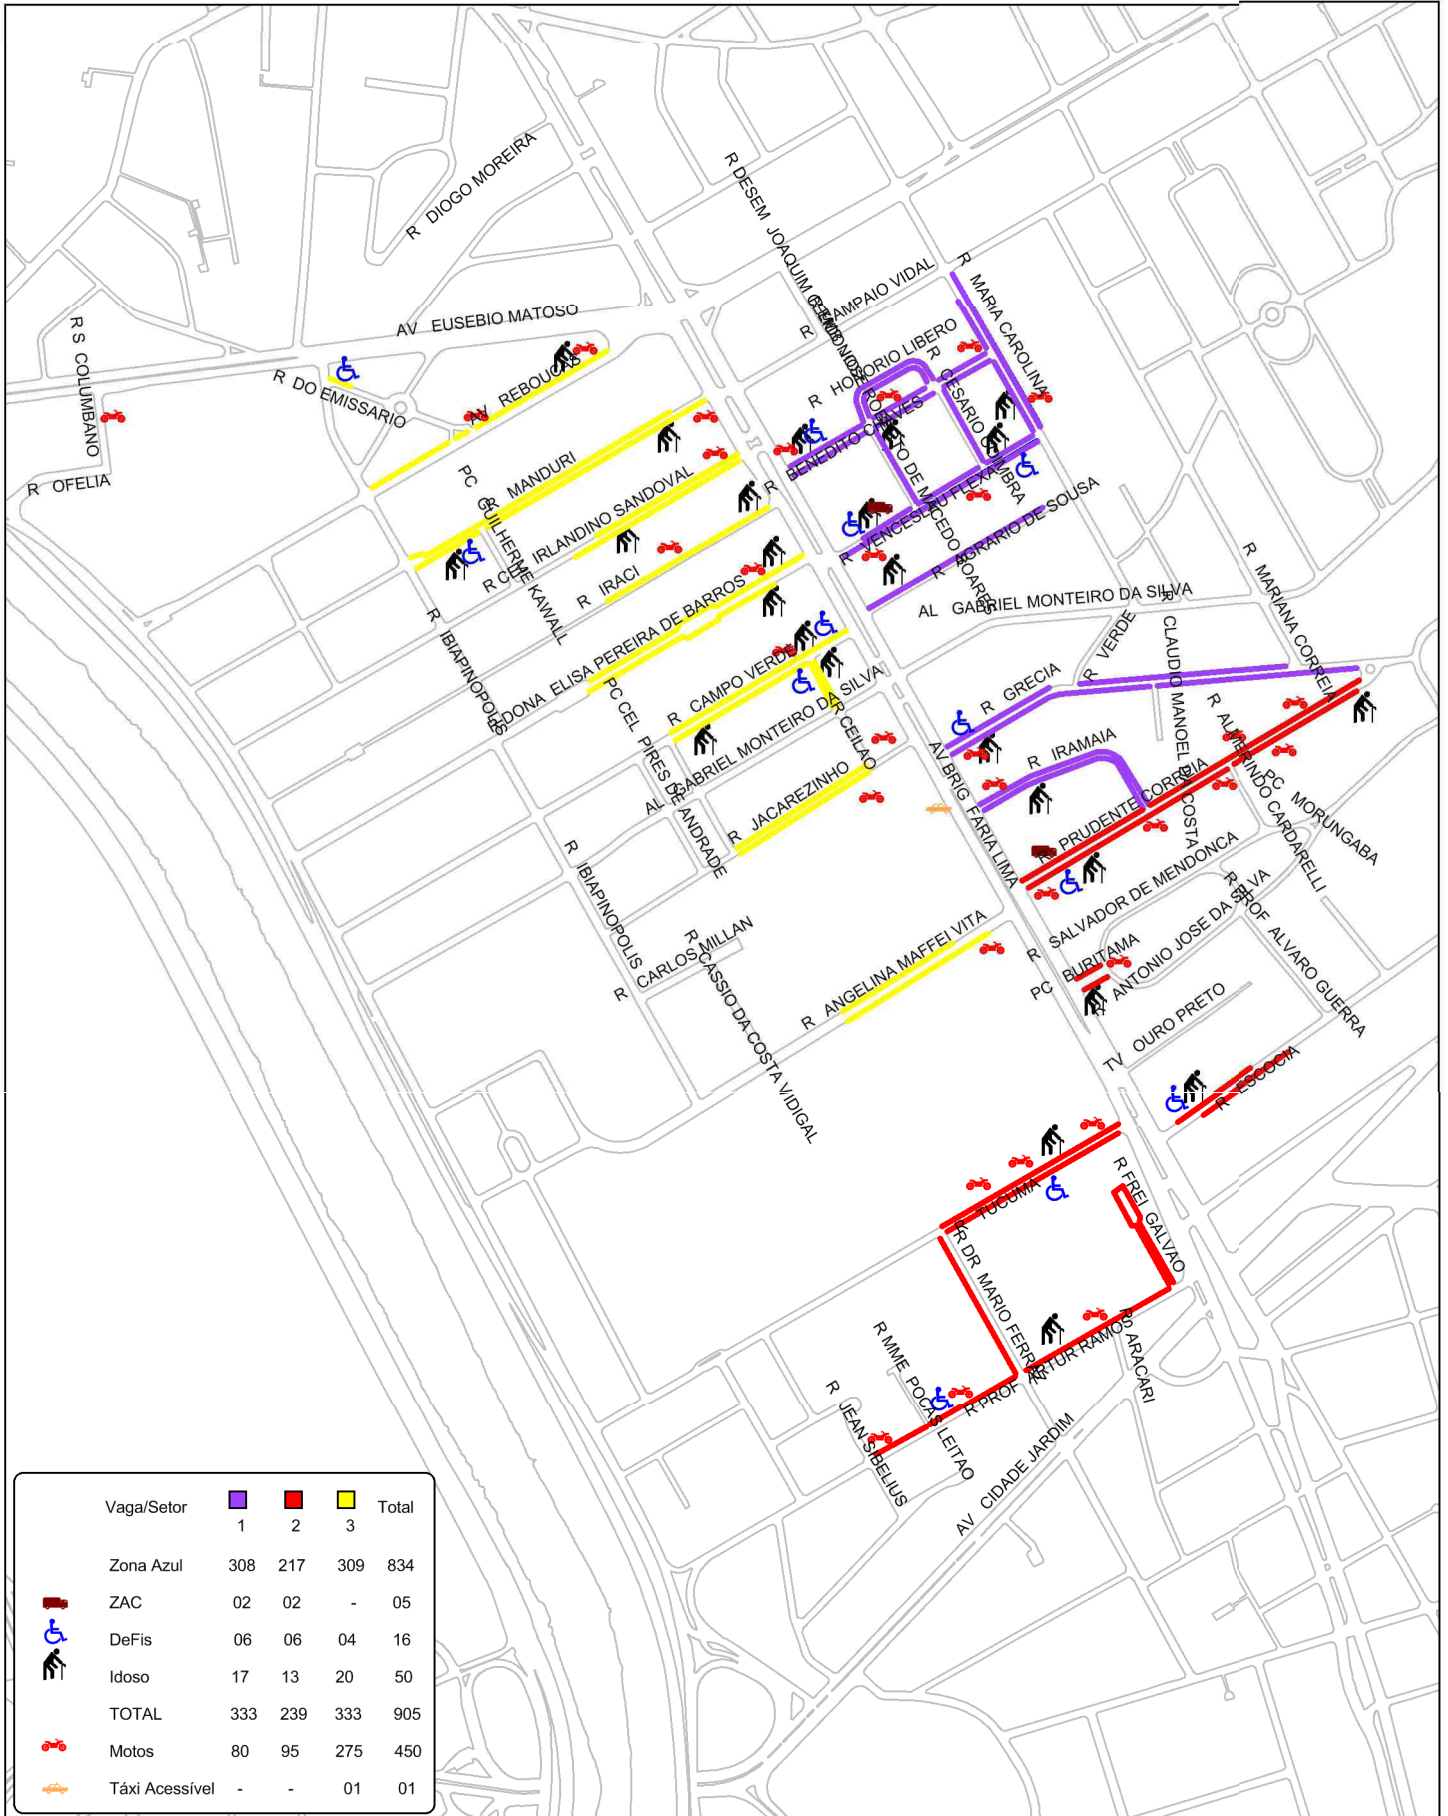 R DIOGO MOREIRA
R DESEM JOAQUIM
R SAMPAIO VIDAL
R MARIA CAROLINA
AV EUSEBIO MATOSO
R HONORIO LIBERO
R S COLUMBANO
R DO EMISSARIO
AV REBOUCAS
R CESARIO COIMBRA
R BENEDITO CHAVES
R MANDURI
PC GUILHERME KAWALL
IRLANDINO SANDOVAL
R OFELIA
R VENCESLAU FLEXA
R AGRARIO DE SOUSA
R IRACI
R MARIANA CORREIA
AL GABRIEL MONTEIRO DA SILVA
R VERDE
R CLAUDIO MANOEL DA COSTA
R IBIAPINOPOLIS
R DONA ELISA PEREIRA DE BARROS
R CAMPO VERDE
R GRECIA
PC CEL PIRES DE ANDRADE
AL GABRIEL MONTEIRO DA SILVA
R CEILAO
R ALMERINDO CARDARELLI
R IRAMAIA
AV BRIG FARIA LIMA
R JACAREZINHO
R PRUDENTE CORREIA
PC MORUNGABA
R IBIAPINOPOLIS
R SALVADOR DE MENDONCA
R PROF ALVARO GUERRA
R CARLOS MILLAN
R CASSIO DA COSTA VIDIGAL
R ANGELINA MAFFEI VITA
PC BURITAMA
R ANTONIO JOSE DA SILVA
TV OURO PRETO
R ESCOCIA
R TUCUMA
R FREI GALVAO
R DR MARIO FERRAZ
R PROF ARTUR RAMOS
R S ARACARI
R MME POCAS LEITAO
R JEAN SIBELIUS
AV CIDADE JARDIM
Vaga/Setor 1 2 3 Total
Zona Azul 308 217 309 834
ZAC 02 02 - 05
DeFis 06 06 04 16
Idoso 17 13 20 50
TOTAL 333 239 333 905
Motos 80 95 275 450
Táxi Acessível - - 01 01